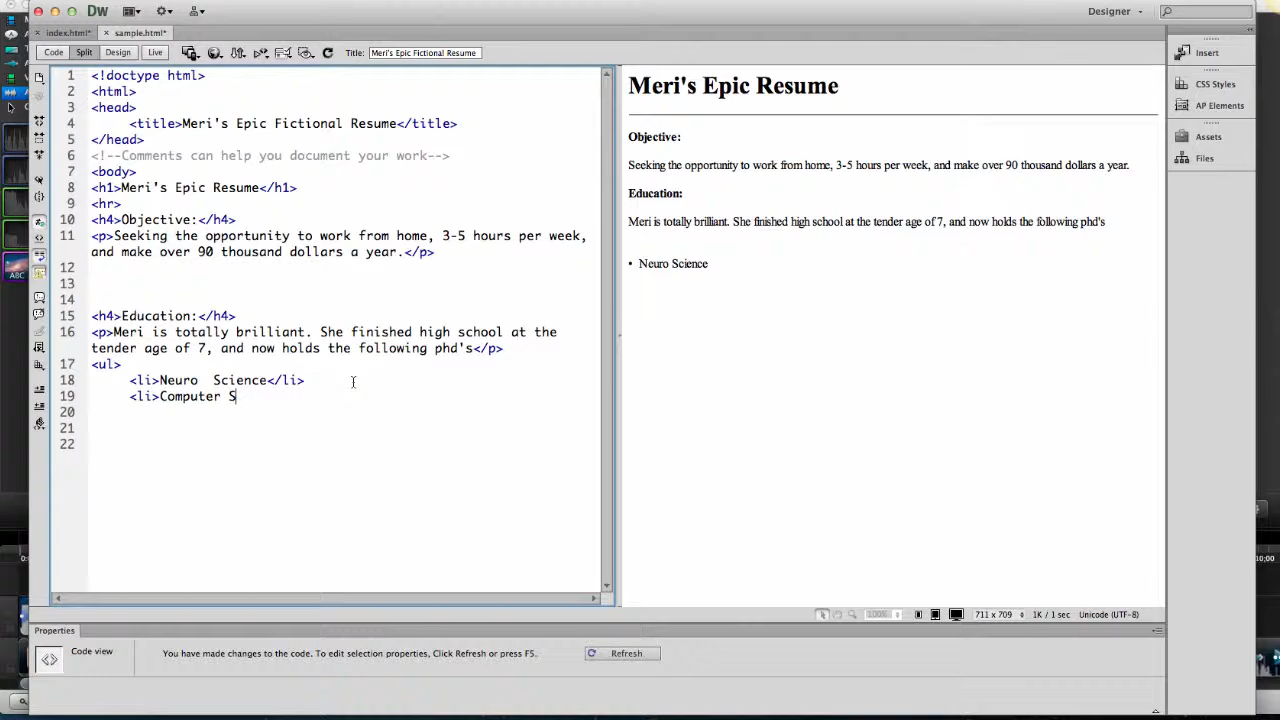 Dw
Designer
index.html*
sample.html*
Code
Split
Design
Live
Title:
Meri's Epic Fictional Resume
1 <!doctype html>
2 <html>
3 <head>
4 <title>Meri's Epic Fictional Resume</title>
5 </head>
6 <!--Comments can help you document your work-->
7 <body>
8 <h1>Meri's Epic Resume</h1>
9 <hr>
10 <h4>Objective:</h4>
11 <p>Seeking the opportunity to work from home, 3-5 hours per week,
and make over 90 thousand dollars a year.</p>
12
13
14
15 <h4>Education:</h4>
16 <p>Meri is totally brilliant. She finished high school at the
tender age of 7, and now holds the following phd's</p>
17 <ul>
18 <li>Neuro  Science</li>
19 <li>Computer S
20
21
22
Meri's Epic Resume
Objective:
Seeking the opportunity to work from home, 3-5 hours per week, and make over 90 thousand dollars a year.
Education:
Meri is totally brilliant. She finished high school at the tender age of 7, and now holds the following phd's
• Neuro Science
Insert
CSS Styles
AP Elements
Assets
Files
100%
711 x 709
1K / 1 sec
Unicode (UTF-8)
Properties
Code view
You have made changes to the code. To edit selection properties, Click Refresh or press F5.
Refresh
ABC